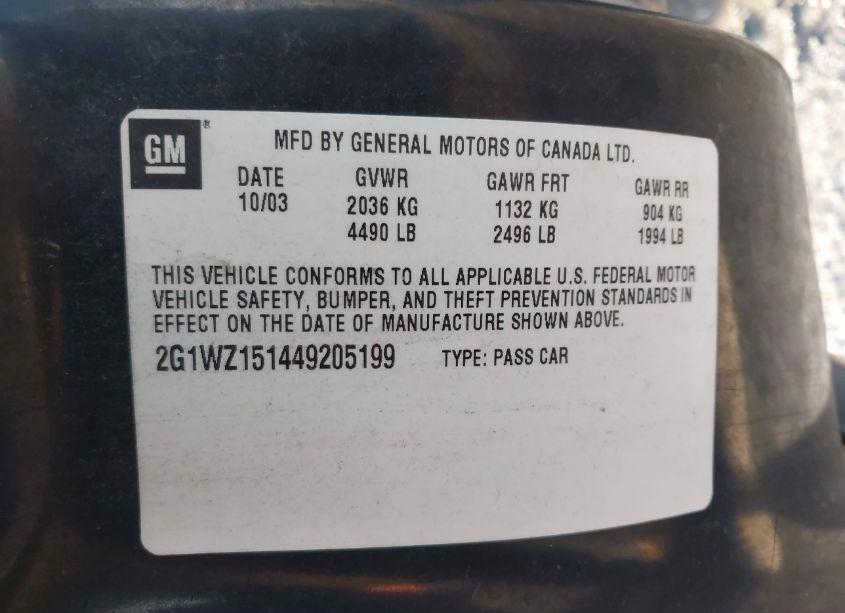 GM®
MFD BY GENERAL MOTORS OF CANADA LTD.
DATE GVWR GAWR FRT GAWR RR
10/03 2036 KG 1132 KG 904 KG
4490 LB 2496 LB 1994 LB
THIS VEHICLE CONFORMS TO ALL APPLICABLE U.S. FEDERAL MOTOR
VEHICLE SAFETY, BUMPER, AND THEFT PREVENTION STANDARDS IN
EFFECT ON THE DATE OF MANUFACTURE SHOWN ABOVE.
2G1WZ151449205199 TYPE: PASS CAR